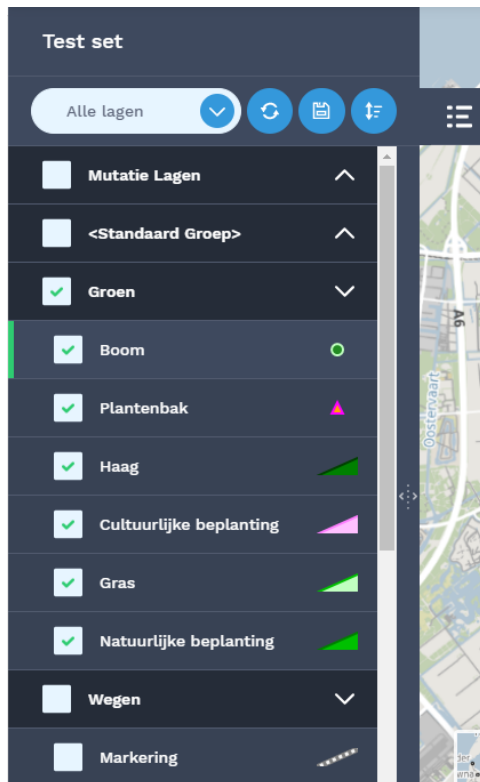 Test set
Alle lagen
Mutatie Lagen
<Standaard Groep>
Groen
Boom
A6
Plantenbak
Oostervaart
Haag
Cultuurlijke beplanting
Gras
Natuurlijke beplanting
Wegen
Markering